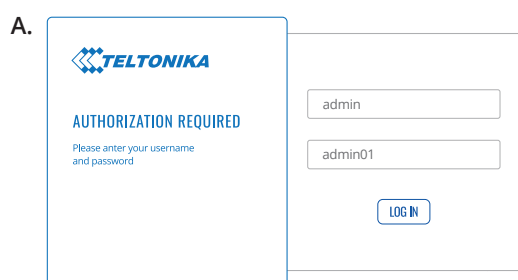 A.
TELTONIKA
AUTHORIZATION REQUIRED
Please anter your username
and password
admin
admin01
LOG IN